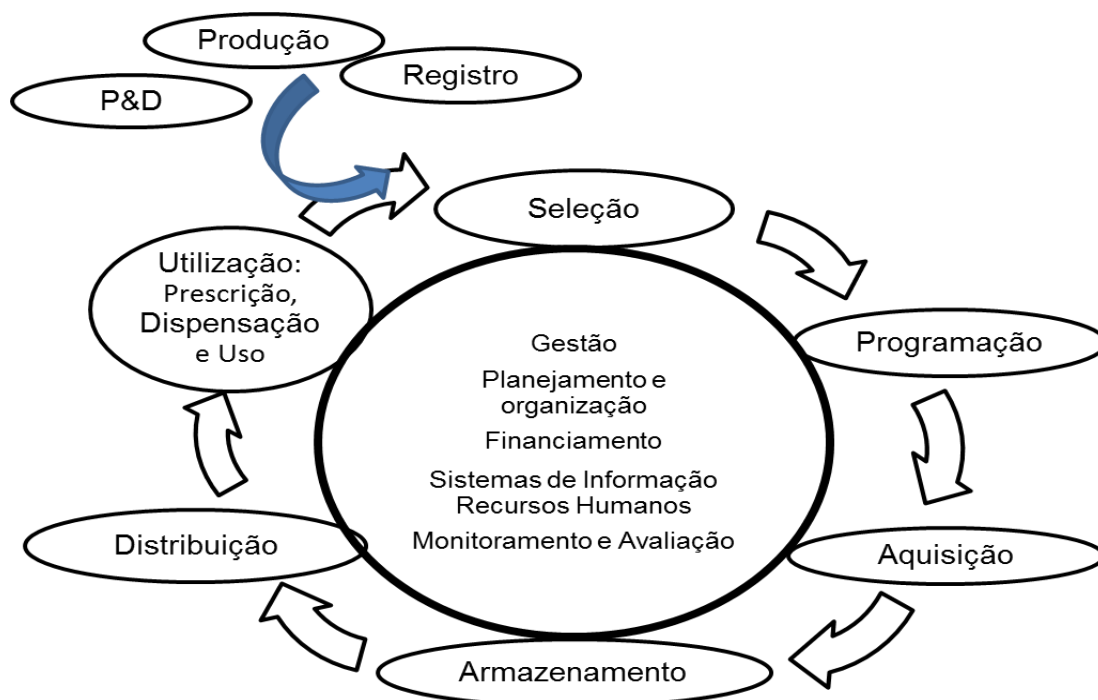 Produção
Registro
P&D
Seleção
Utilização:
Prescrição,
Dispensação
e Uso
Programação
Gestão
Planejamento e
organização
Financiamento
Sistemas de Informação
Recursos Humanos
Monitoramento e Avaliação
Distribuição
Aquisição
Armazenamento